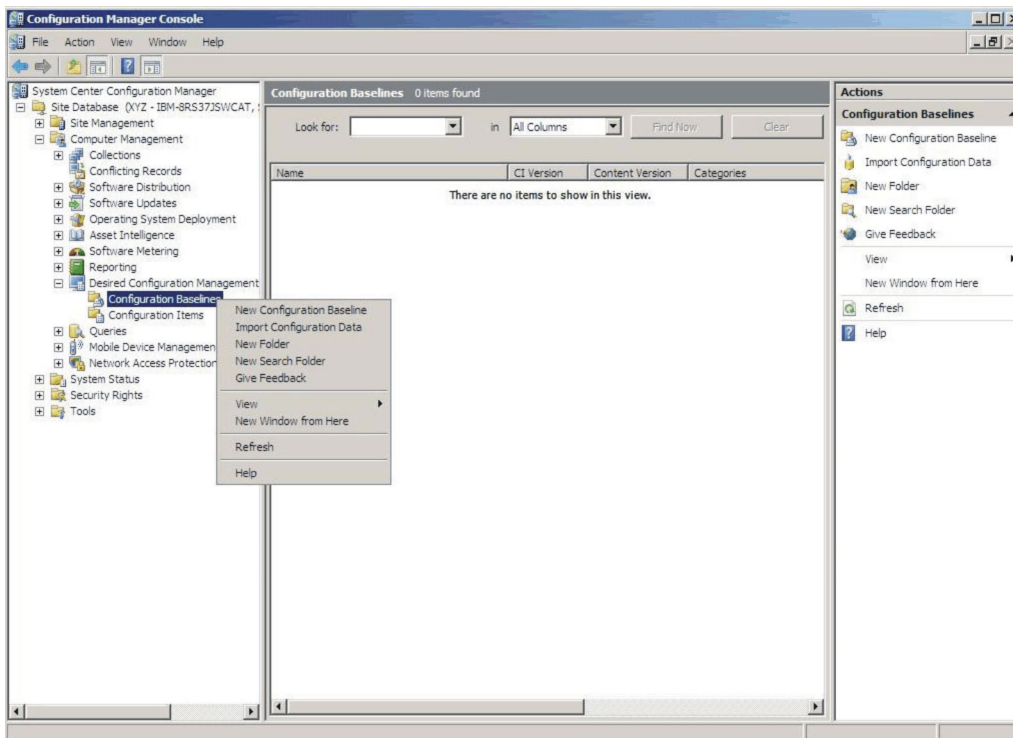 Configuration Manager Console
File Action View Window Help
System Center Configuration Manager
Site Database (XYZ - IBM-8RS37JSWCAT,
Site Management
Computer Management
Collections
Conflicting Records
Software Distribution
Software Updates
Operating System Deployment
Asset Intelligence
Software Metering
Reporting
Desired Configuration Management
Configuration Baselines
Configuration Items
Queries
Mobile Device Managemen
Network Access Protection
System Status
Security Rights
Tools
New Configuration Baseline
Import Configuration Data
New Folder
New Search Folder
Give Feedback
View
New Window from Here
Refresh
Help
Configuration Baselines 0 items found
Look for: in All Columns Find Now Clear
Name CI Version Content Version Categories
There are no items to show in this view.
Actions
Configuration Baselines
New Configuration Baseline
Import Configuration Data
New Folder
New Search Folder
Give Feedback
View
New Window from Here
Refresh
Help